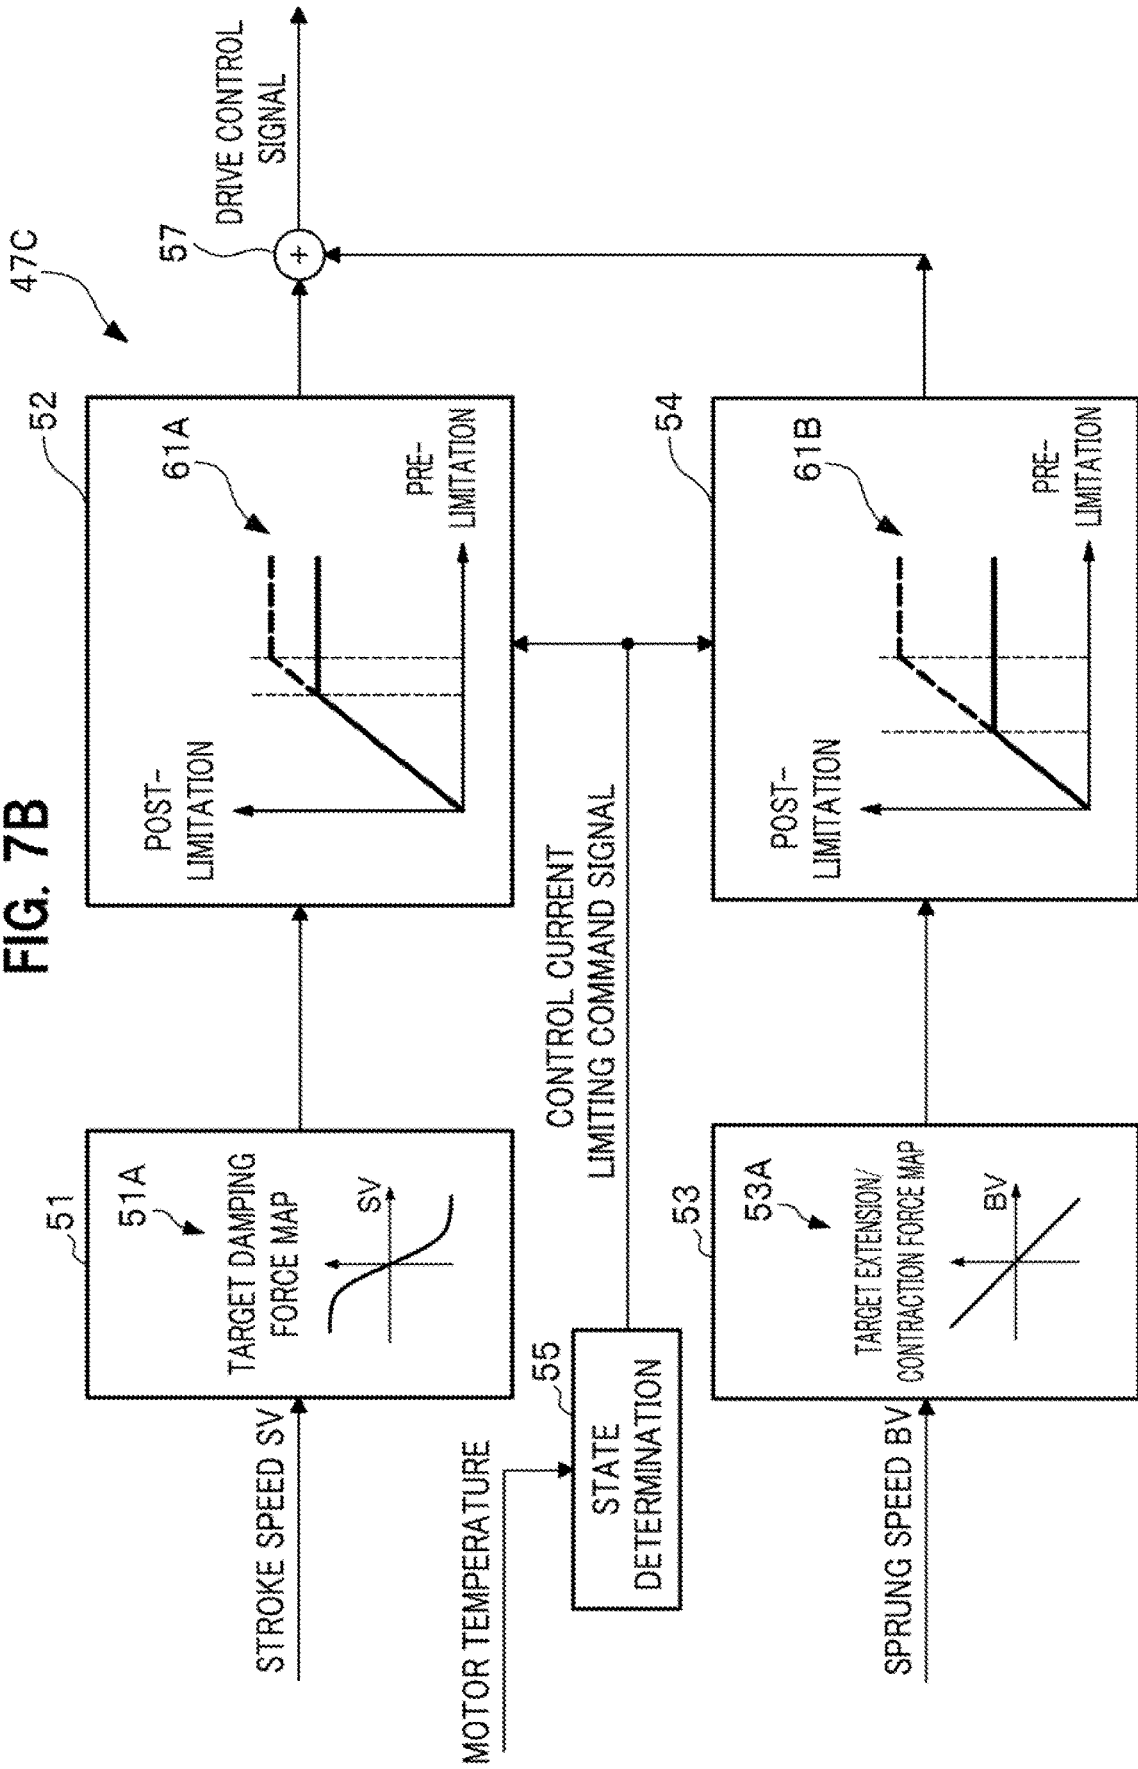 FIG. 7B
47C
51
51A
TARGET DAMPING
FORCE MAP
SV
STROKE SPEED SV
52
61A
POST-
LIMITATION
PRE-
LIMITATION
57
+
DRIVE CONTROL
SIGNAL
MOTOR TEMPERATURE
55
STATE
DETERMINATION
CONTROL CURRENT
LIMITING COMMAND SIGNAL
53
53A
TARGET EXTENSION/
CONTRACTION FORCE MAP
BV
SPRUNG SPEED BV
54
61B
POST-
LIMITATION
PRE-
LIMITATION